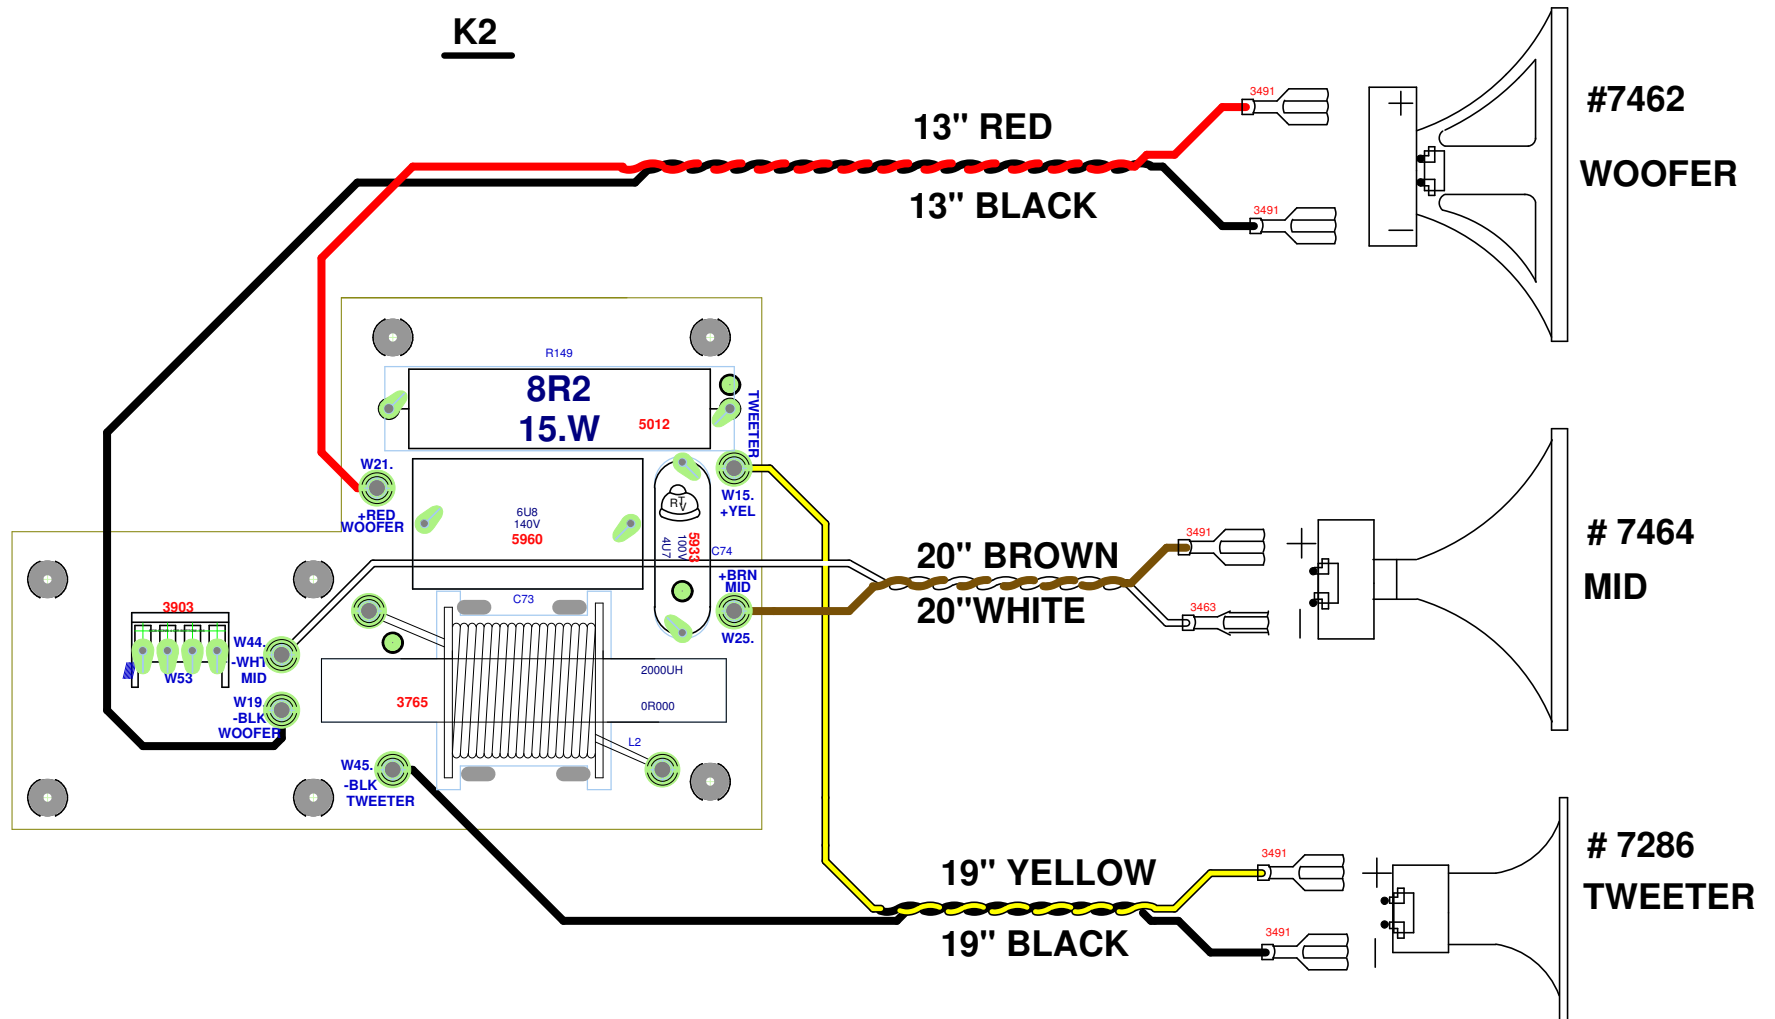 K2
13" RED
13" BLACK
3491
3491
#7462
WOOFER
R149
8R2
15.W
5012
TWEETER
W21.
+RED
WOOFER
6U8
140V
5960
C73
RTV
5933
100V
4U7
C74
W15.
+YEL
+BRN
MID
W25.
20" BROWN
20"WHITE
3491
3463
# 7464
MID
3903
W53
W44.
-WHT
MID
W19.
-BLK
WOOFER
3765
2000UH
0R000
L2
W45.
-BLK
TWEETER
19" YELLOW
19" BLACK
3491
3491
# 7286
TWEETER